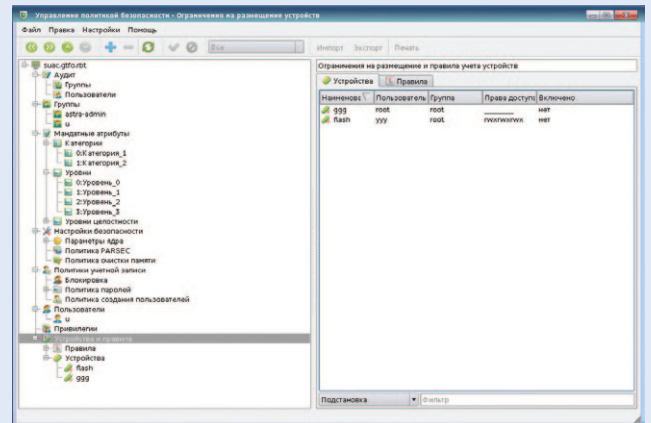 Управление политикой безопасности - Ограничения на размещение устройств
Файл Правка Настройки Помощь
Все
Импорт Экспорт Печать
suac.gtfo.rbt
Аудит
Группы
Пользователи
Группы
astra-admin
u
Мандатные атрибуты
Категории
0:Категория_1
1:Категория_2
Уровни
0:Уровень_0
1:Уровень_1
2:Уровень_2
3:Уровень_3
Уровни целостности
Настройки безопасности
Параметры ядра
Политика PARSEC
Политика очистки памяти
Политики учетной записи
Блокировка
Политика паролей
Политика создания пользователей
Пользователи
u
Привилегии
Устройства и правила
Правила
Устройства
flash
ggg
Ограничения на размещение и правила учета устройств
Устройства Правила
Наименова Пользователь Группа Права доступа Включено
ggg root root _________ нет
flash yyy root rwxrwxrwx нет
Подстановка Фильтр